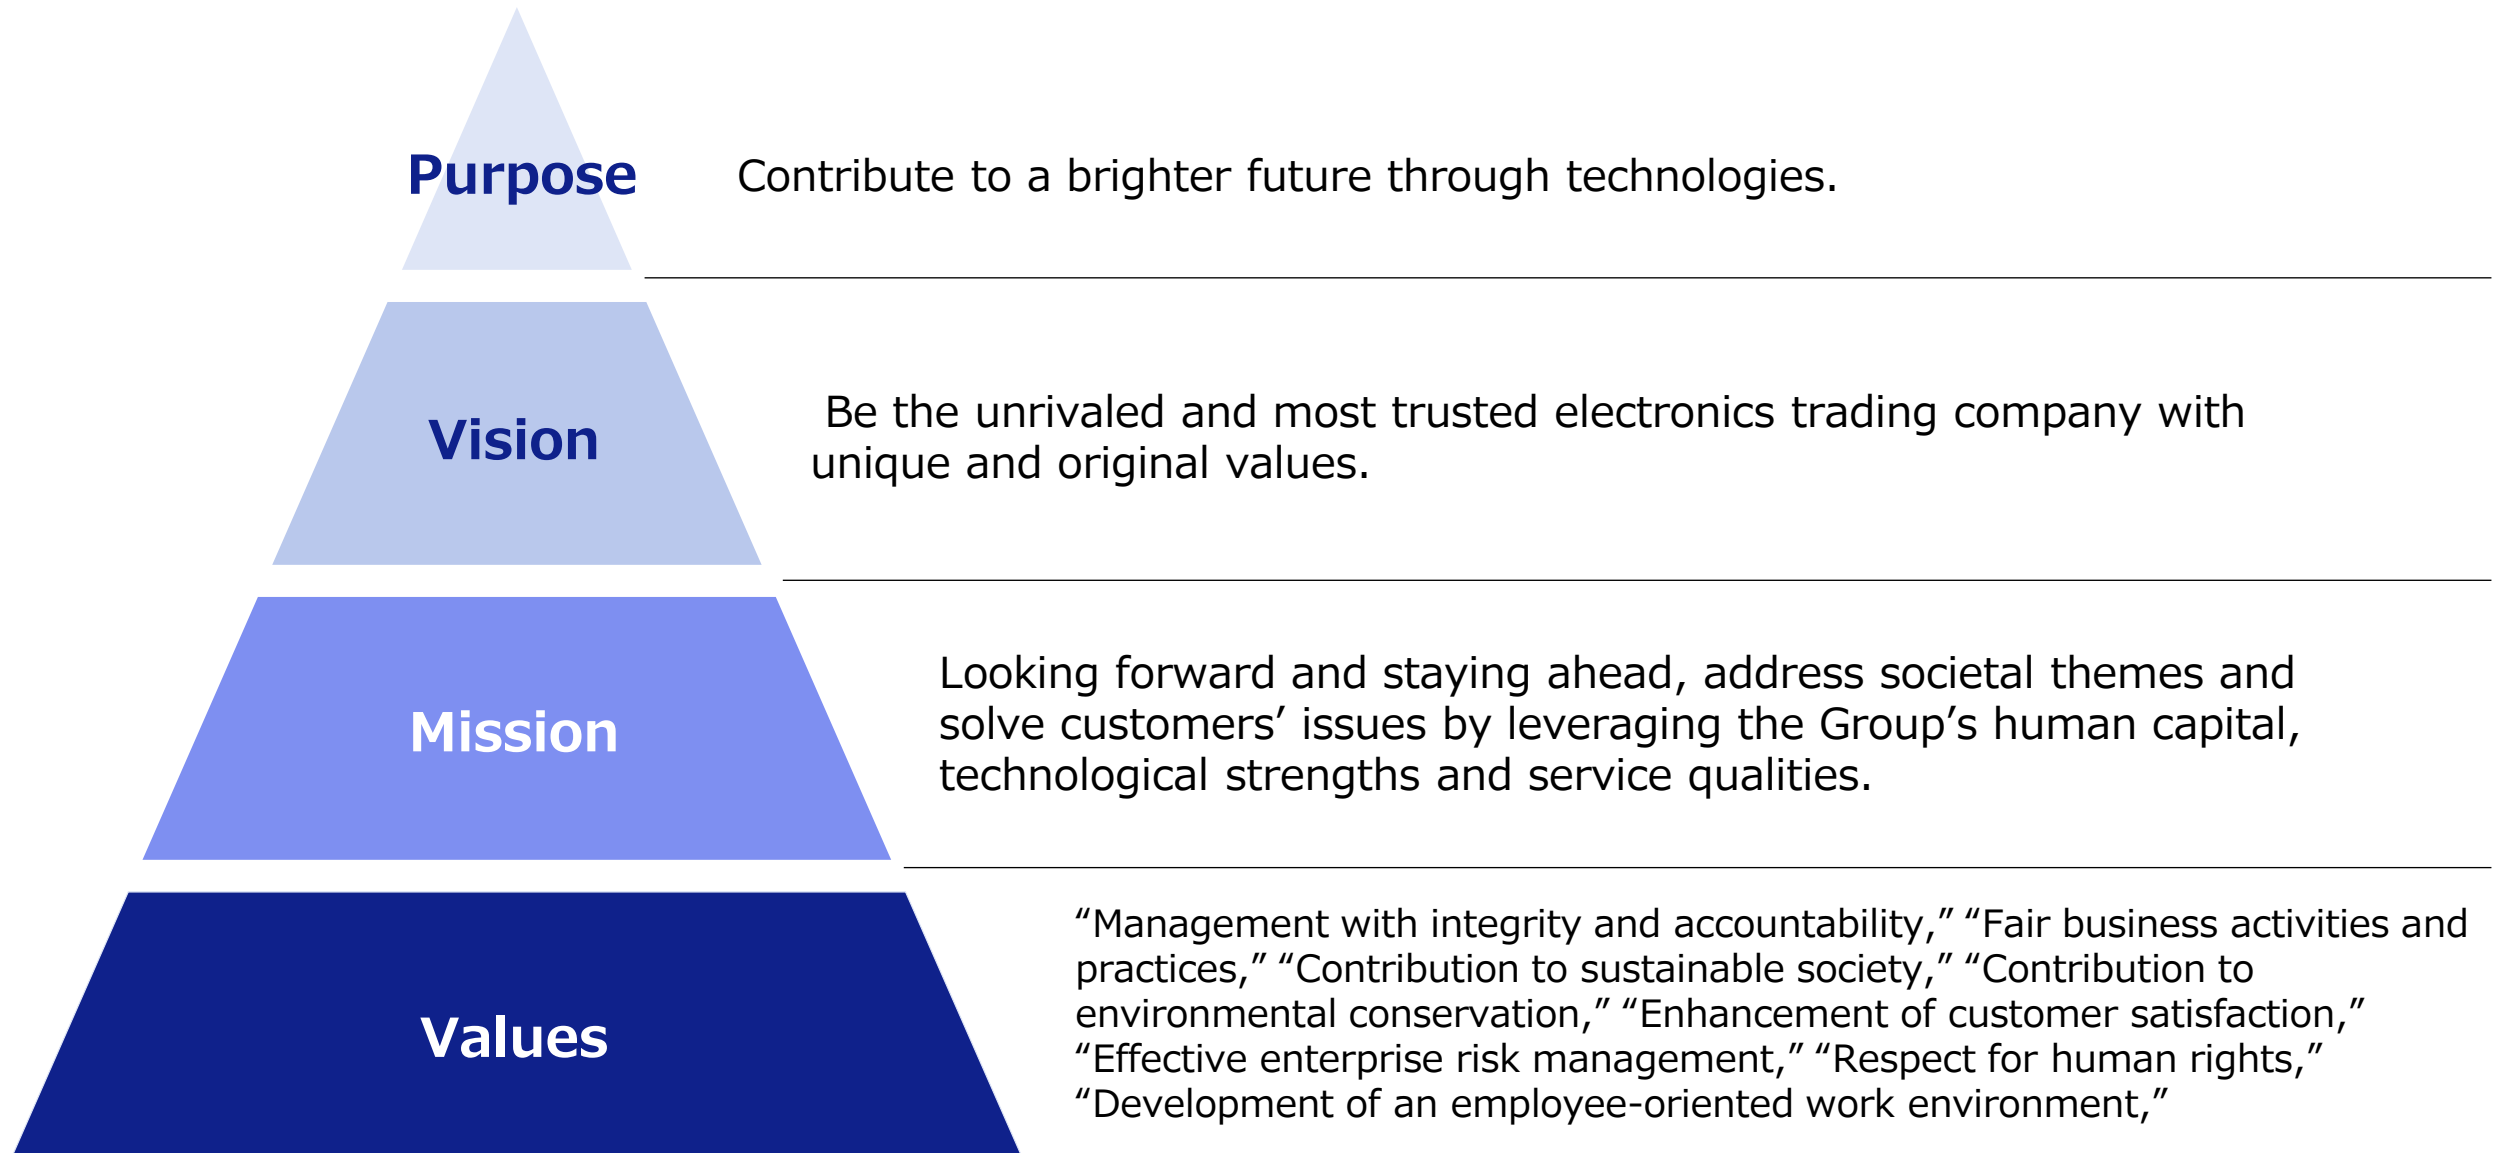 Purpose
Contribute to a brighter future through technologies.
Vision
Be the unrivaled and most trusted electronics trading company with
unique and original values.
Mission
Looking forward and staying ahead, address societal themes and
solve customers’ issues by leveraging the Group’s human capital,
technological strengths and service qualities.
Values
“Management with integrity and accountability,” “Fair business activities and
practices,” “Contribution to sustainable society,” “Contribution to
environmental conservation,” “Enhancement of customer satisfaction,”
“Effective enterprise risk management,” “Respect for human rights,”
“Development of an employee-oriented work environment,”